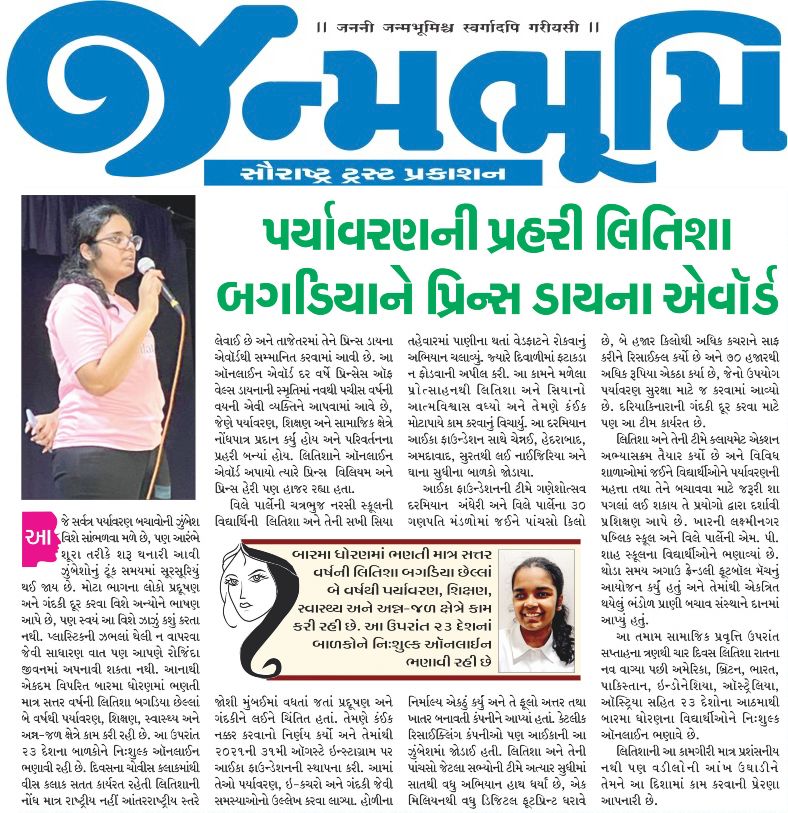 ।। जननी जन्मभूमिश्च स्वर्गादपि गरीयसी ।।
જન્મભૂમિ
સૌરાષ્ટ્ર ટ્રસ્ટ પ્રકાશન
પર્યાવરણની પ્રહરી લિતિશા
બગડિયાને પ્રિન્સ ડાયના એવૉર્ડ
આજે સર્વત્ર પર્યાવરણ બચાવોની ઝુંબેશ
વિશે સાંભળવા મળે છે, પણ આરંભે
શૂરા તરીકે શરૂ થનારી આવી
ઝુંબેશોનું ટૂંક સમયમાં સૂરસૂરિયું
થઈ જાય છે. મોટા ભાગના લોકો પ્રદૂષણ
અને ગંદકી દૂર કરવા વિશે અન્યોને ભાષણ
આપે છે, પણ સ્વયં આ વિશે ઝાઝું કશું કરતા
નથી. પ્લાસ્ટિકની ઝભલાં થેલી ન વાપરવા
જેવી સાધારણ વાત પણ આપણે રોજિંદા
જીવનમાં અપનાવી શકતા નથી. આનાથી
એકદમ વિપરિત બારમા ધોરણમાં ભણતી
માત્ર સત્તર વર્ષની લિતિશા બગડિયા છેલ્લાં
બે વર્ષથી પર્યાવરણ, શિક્ષણ, સ્વાસ્થ્ય અને
અન્ન-જળ ક્ષેત્રે કામ કરી રહી છે. આ ઉપરાંત
૨૩ દેશના બાળકોને નિઃશુલ્ક ઑનલાઈન
ભણાવી રહી છે. દિવસના ચોવીસ કલાકમાંથી
વીસ કલાક સતત કાર્યરત રહેતી લિતિશાની
નોંધ માત્ર રાષ્ટ્રીય નહીં આંતરરાષ્ટ્રીય સ્તરે
લેવાઈ છે અને તાજેતરમાં તેને પ્રિન્સ ડાયના
એવૉર્ડથી સન્માનિત કરવામાં આવી છે. આ
ઑનલાઈન એવૉર્ડ દર વર્ષે પ્રિન્સેસ ઑફ
વેલ્સ ડાયનાની સ્મૃતિમાં નવથી પચીસ વર્ષની
વયની એવી વ્યક્તિને આપવામાં આવે છે,
જેણે પર્યાવરણ, શિક્ષણ અને સામાજિક ક્ષેત્રે
નોંધપાત્ર પ્રદાન કર્યું હોય અને પરિવર્તનના
પ્રહરી બન્યાં હોય. લિતિશાને ઑનલાઈન
એવૉર્ડ અપાયો ત્યારે પ્રિન્સ વિલિયમ અને
પ્રિન્સ હેરી પણ હાજર રહ્યા હતા.
વિલે પાર્લેની ચત્રભુજ નરસી સ્કૂલની
વિદ્યાર્થિની લિતિશા અને તેની સખી સિયા
જોશી મુંબઈમાં વધતાં જતાં પ્રદૂષણ અને
ગંદકીને લઈને ચિંતિત હતાં. તેમણે કંઈક
નક્કર કરવાનો નિર્ણય કર્યો અને તેમાંથી
૨૦૨૧ની ૩૧મી ઑગસ્ટે ઇન્સ્ટાગ્રામ પર
આઈકા ફાઉન્ડેશનની સ્થાપના કરી. આમાં
તેઓ પર્યાવરણ, ઇ-કચરો અને ગંદકી જેવી
સમસ્યાઓનો ઉલ્લેખ કરવા લાગ્યા. હોળીના
તહેવારમાં પાણીના થતાં વેડફાટને રોકવાનું
અભિયાન ચલાવ્યું. જ્યારે દિવાળીમાં ફટાકડા
ન ફોડવાની અપીલ કરી. આ કામને મળેલા
પ્રોત્સાહનથી લિતિશા અને સિયાનો
આત્મવિશ્વાસ વધ્યો અને તેમણે કંઈક
મોટાપાયે કામ કરવાનું વિચાર્યું. આ દરમિયાન
આઈકા ફાઉન્ડેશન સાથે ચેન્નઈ, હેદરાબાદ,
અમદાવાદ, સુરતથી લઈ નાઈજિરિયા અને
ઘાના સુધીના બાળકો જોડાયા.
આઈકા ફાઉન્ડેશનની ટીમે ગણેશોત્સવ
દરમિયાન અંધેરી અને વિલે પાર્લેના ૩૦
ગણપતિ મંડળોમાં જઈને પાંચસો કિલો
નિર્માલ્ય એકઠું કર્યું અને તે ફૂલો અત્તર તથા
ખાતર બનાવતી કંપનીને આપ્યાં હતાં. કેટલીક
રિસાઈક્લિંગ કંપનીઓ પણ આઈકાની આ
ઝુંબેશમાં જોડાઈ હતી. લિતિશા અને તેની
પાંચસો જેટલા સભ્યોની ટીમે અત્યાર સુધીમાં
સાતથી વધુ અભિયાન હાથ ધર્યાં છે, એક
મિલિયનથી વધુ ડિજિટલ ફૂટપ્રિન્ટ ધરાવે
છે, બે હજાર કિલોથી અધિક કચરાને સાફ
કરીને રિસાઈકલ કર્યો છે અને ૭૦ હજારથી
અધિક રૂપિયા એકઠા કર્યા છે, જેનો ઉપયોગ
પર્યાવરણ સુરક્ષા માટે જ કરવામાં આવ્યો
છે. દરિયાકિનારાની ગંદકી દૂર કરવા માટે
પણ આ ટીમ કાર્યરત છે.
લિતિશા અને તેની ટીમે ક્લાયમેટ એકશન
અભ્યાસક્રમ તૈયાર કર્યો છે અને વિવિધ
શાળાઓમાં જઈને વિદ્યાર્થીઓને પર્યાવરણની
મહત્તા તથા તેને બચાવવા માટે જરૂરી શા
પગલાં લઈ શકાય તે પ્રયોગો દ્વારા દર્શાવી
પ્રશિક્ષણ આપે છે. ખારની લક્ષ્મીનગર
પબ્લિક સ્કૂલ અને વિલે પાર્લેની એમ. પી.
શાહ સ્કૂલના વિદ્યાર્થીઓને ભણાવ્યાં છે.
થોડા સમય અગાઉ ફ્રેન્ડલી ફૂટબોલ મૅચનું
આયોજન કર્યું હતું અને તેમાંથી એકત્રિત
થયેલું ભંડોળ પ્રાણી બચાવ સંસ્થાને દાનમાં
આપ્યું હતું.
આ તમામ સામાજિક પ્રવૃત્તિ ઉપરાંત
સપ્તાહના ત્રણથી ચાર દિવસ લિતિશા રાતના
નવ વાગ્યા પછી અમેરિકા, બ્રિટન, ભારત,
પાકિસ્તાન, ઇન્ડોનેશિયા, ઑસ્ટ્રેલિયા,
ઑસ્ટ્રિયા સહિત ૨૩ દેશોના આઠમાથી
બારમા ધોરણના વિદ્યાર્થીઓને નિઃશુલ્ક
ઑનલાઈન ભણાવે છે.
લિતિશાની આ કામગીરી માત્ર પ્રશંસનીય
નથી પણ વડીલોની આંખ ઉઘાડીને
તેમને આ દિશામાં કામ કરવાની પ્રેરણા
આપનારી છે.
બારમા ધોરણમાં ભણતી માત્ર સત્તર
વર્ષની લિતિશા બગડિયા છેલ્લાં
બે વર્ષથી પર્યાવરણ, શિક્ષણ,
સ્વાસ્થ્ય અને અન્ન-જળ ક્ષેત્રે કામ
કરી રહી છે. આ ઉપરાંત ૨૩ દેશનાં
બાળકોને નિઃશુલ્ક ઑનલાઈન
ભણાવી રહી છે